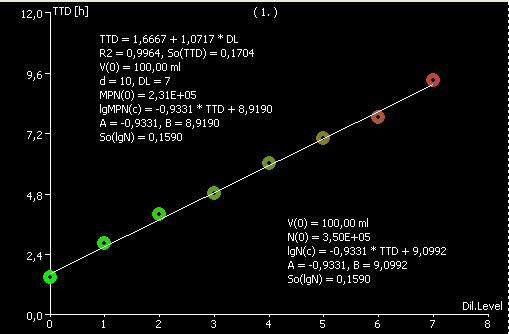 12,0
TTD [h]
(1.)
TTD = 1,6667 + 1,0717 * DL
R2 = 0,9964, So(TTD) = 0,1704
V(0) = 100,00 ml
d = 10, DL = 7
MPN(0) = 2,31E+05
lgMPN(c) = -0,9331 * TTD + 8,9190
A = -0,9331, B = 8,9190
So(lgN) = 0,1590
9,6
7,2
4,8
2,4
0,0
V(0) = 100,00 ml
N(0) = 3,50E+05
lgN(c) = -0,9331 * TTD + 9,0992
A = -0,9331, B = 9,0992
So(lgN) = 0,1590
Dil.Level
0 1 2 3 4 5 6 7 8